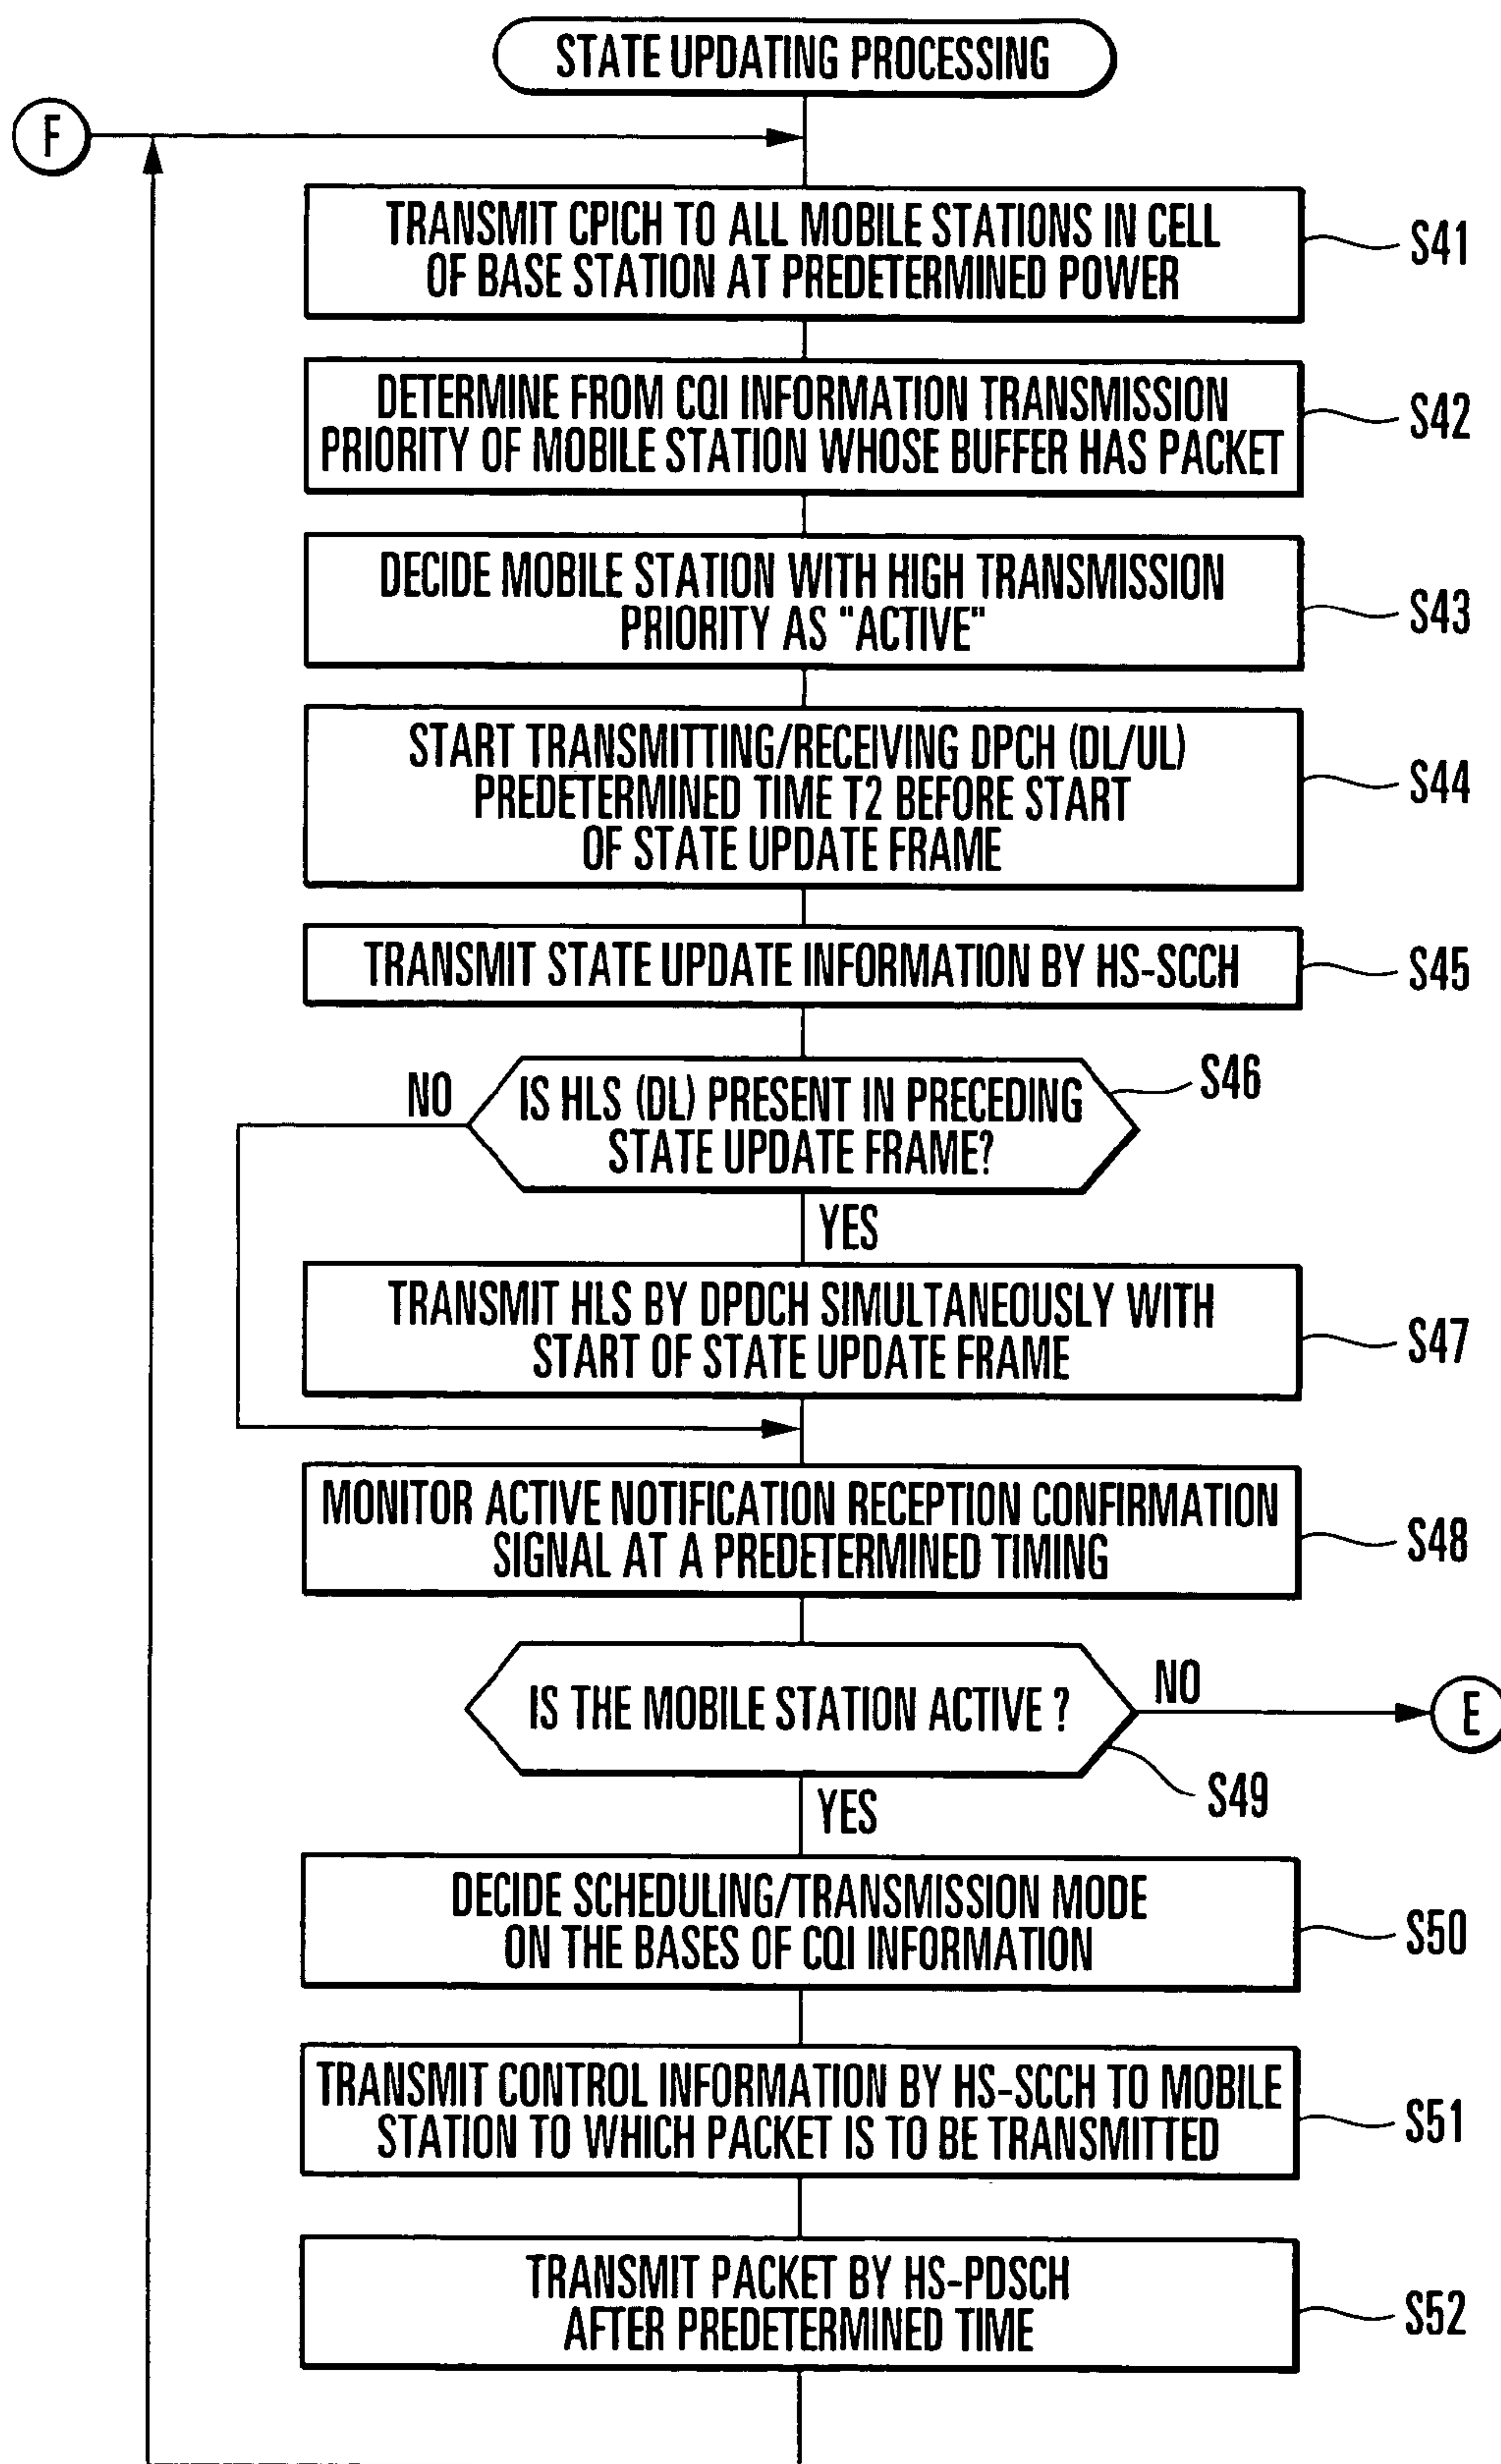 STATE UPDATING PROCESSING
F
TRANSMIT CPICH TO ALL MOBILE STATIONS IN CELL
OF BASE STATION AT PREDETERMINED POWER
S41
DETERMINE FROM CQI INFORMATION TRANSMISSION
PRIORITY OF MOBILE STATION WHOSE BUFFER HAS PACKET
S42
DECIDE MOBILE STATION WITH HIGH TRANSMISSION
PRIORITY AS "ACTIVE"
S43
START TRANSMITTING/RECEIVING DPCH (DL/UL)
PREDETERMINED TIME T2 BEFORE START
OF STATE UPDATE FRAME
S44
TRANSMIT STATE UPDATE INFORMATION BY HS-SCCH
S45
NO
IS HLS (DL) PRESENT IN PRECEDING
STATE UPDATE FRAME?
S46
YES
TRANSMIT HLS BY DPDCH SIMULTANEOUSLY WITH
START OF STATE UPDATE FRAME
S47
MONITOR ACTIVE NOTIFICATION RECEPTION CONFIRMATION
SIGNAL AT A PREDETERMINED TIMING
S48
IS THE MOBILE STATION ACTIVE ?
NO
E
S49
YES
DECIDE SCHEDULING/TRANSMISSION MODE
ON THE BASES OF CQI INFORMATION
S50
TRANSMIT CONTROL INFORMATION BY HS-SCCH TO MOBILE
STATION TO WHICH PACKET IS TO BE TRANSMITTED
S51
TRANSMIT PACKET BY HS-PDSCH
AFTER PREDETERMINED TIME
S52